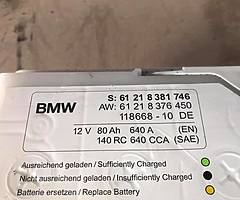 S: 61 21 8 381 746
BMW AW: 61 21 8 376 450
118668 - 10 DE
12 V 80 Ah 640 A (EN)
140 RC 640 CCA (SAE)
Ausreichend geladen / Sufficiently Charged
Nicht ausreichend geladen / Insufficiently Charged
Batterie ersetzen / Replace Battery